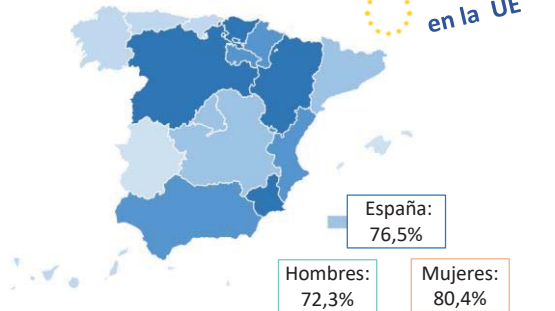 en la UE
España:
76,5%
Hombres:
72,3%
Mujeres:
80,4%